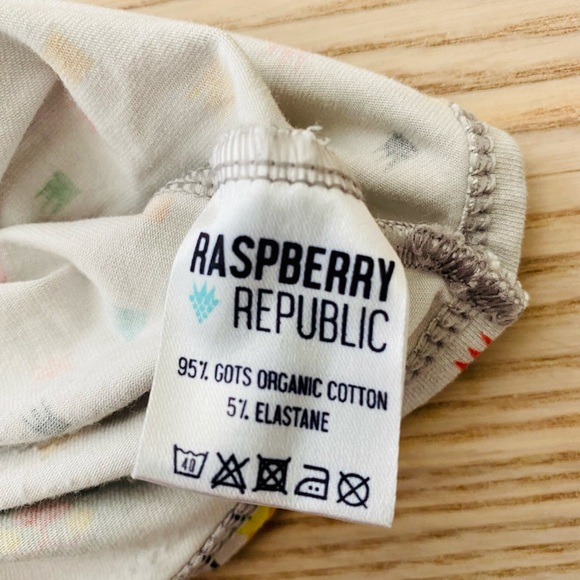 RASPBERRY
REPUBLIC
95% GOTS ORGANIC COTTON
5% ELASTANE
40